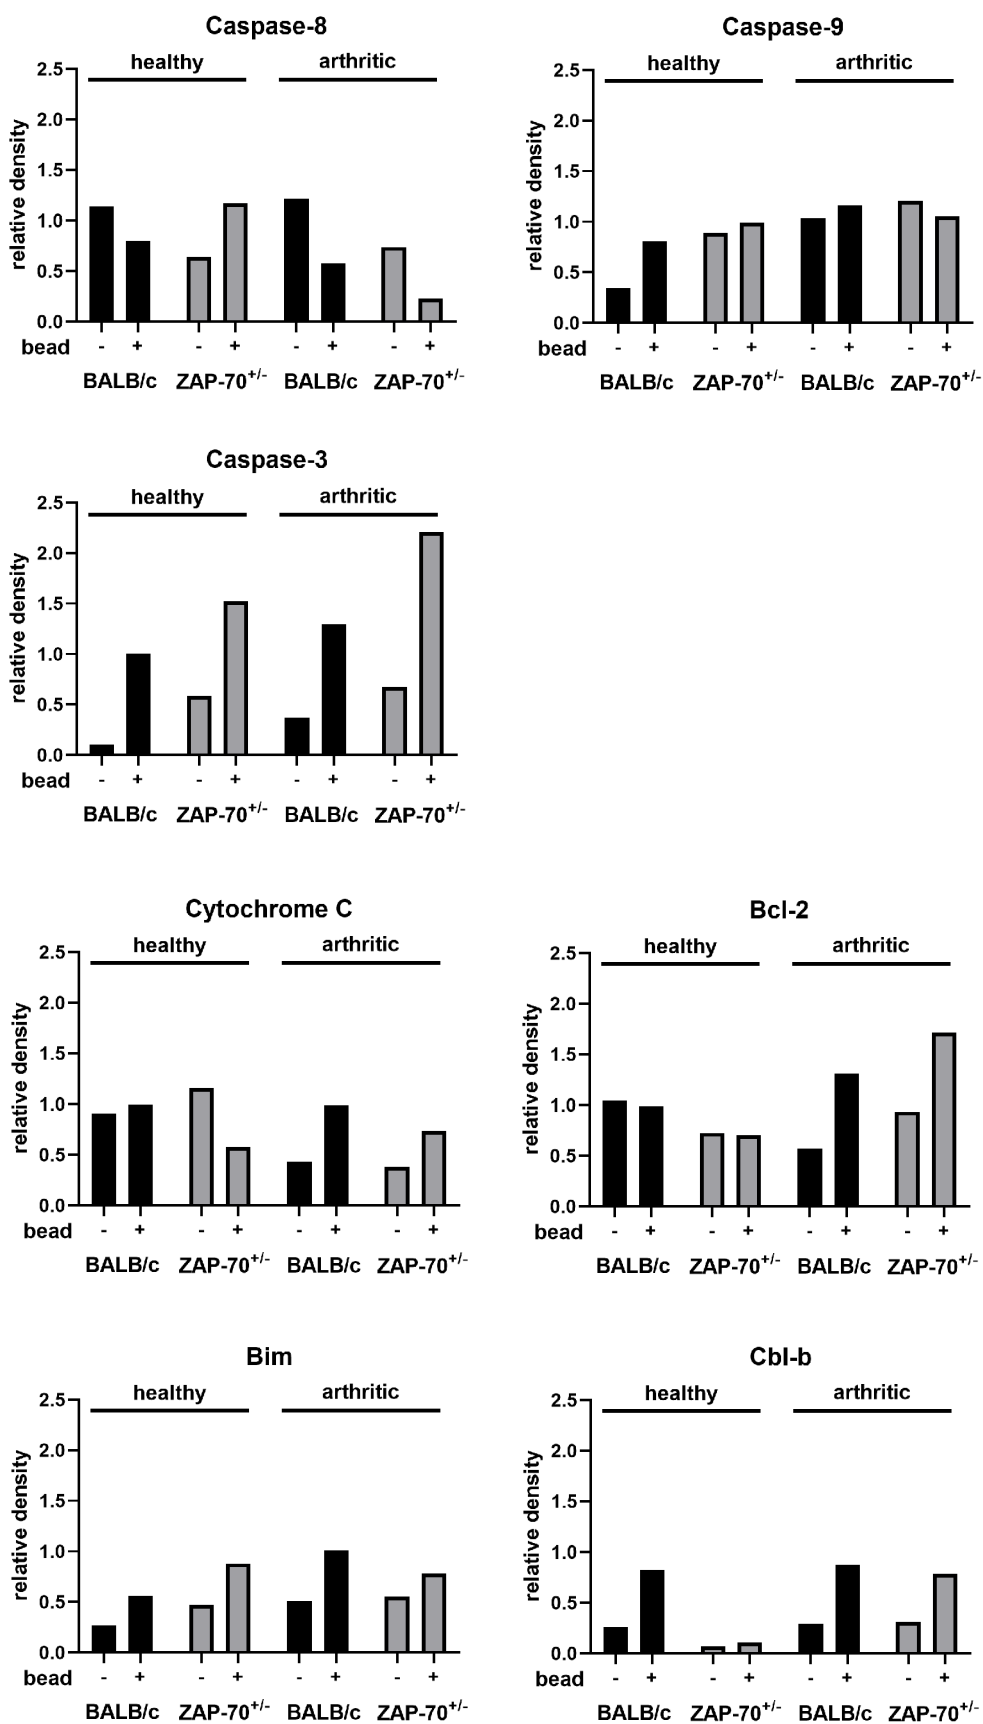 Caspase-8
healthy arthritic
2.5
2.0
1.5
1.0
0.5
0.0
relative density
bead - + - + - + - +
BALB/c ZAP-70+/- BALB/c ZAP-70+/-
Caspase-9
healthy arthritic
2.5
2.0
1.5
1.0
0.5
0.0
relative density
bead - + - + - + - +
BALB/c ZAP-70+/- BALB/c ZAP-70+/-
Caspase-3
healthy arthritic
2.5
2.0
1.5
1.0
0.5
0.0
relative density
bead - + - + - + - +
BALB/c ZAP-70+/- BALB/c ZAP-70+/-
Cytochrome C
healthy arthritic
2.5
2.0
1.5
1.0
0.5
0.0
relative density
bead - + - + - + - +
BALB/c ZAP-70+/- BALB/c ZAP-70+/-
Bcl-2
healthy arthritic
2.5
2.0
1.5
1.0
0.5
0.0
relative density
bead - + - + - + - +
BALB/c ZAP-70+/- BALB/c ZAP-70+/-
Bim
healthy arthritic
2.5
2.0
1.5
1.0
0.5
0.0
relative density
bead - + - + - + - +
BALB/c ZAP-70+/- BALB/c ZAP-70+/-
Cbl-b
healthy arthritic
2.5
2.0
1.5
1.0
0.5
0.0
relative density
bead - + - + - + - +
BALB/c ZAP-70+/- BALB/c ZAP-70+/-